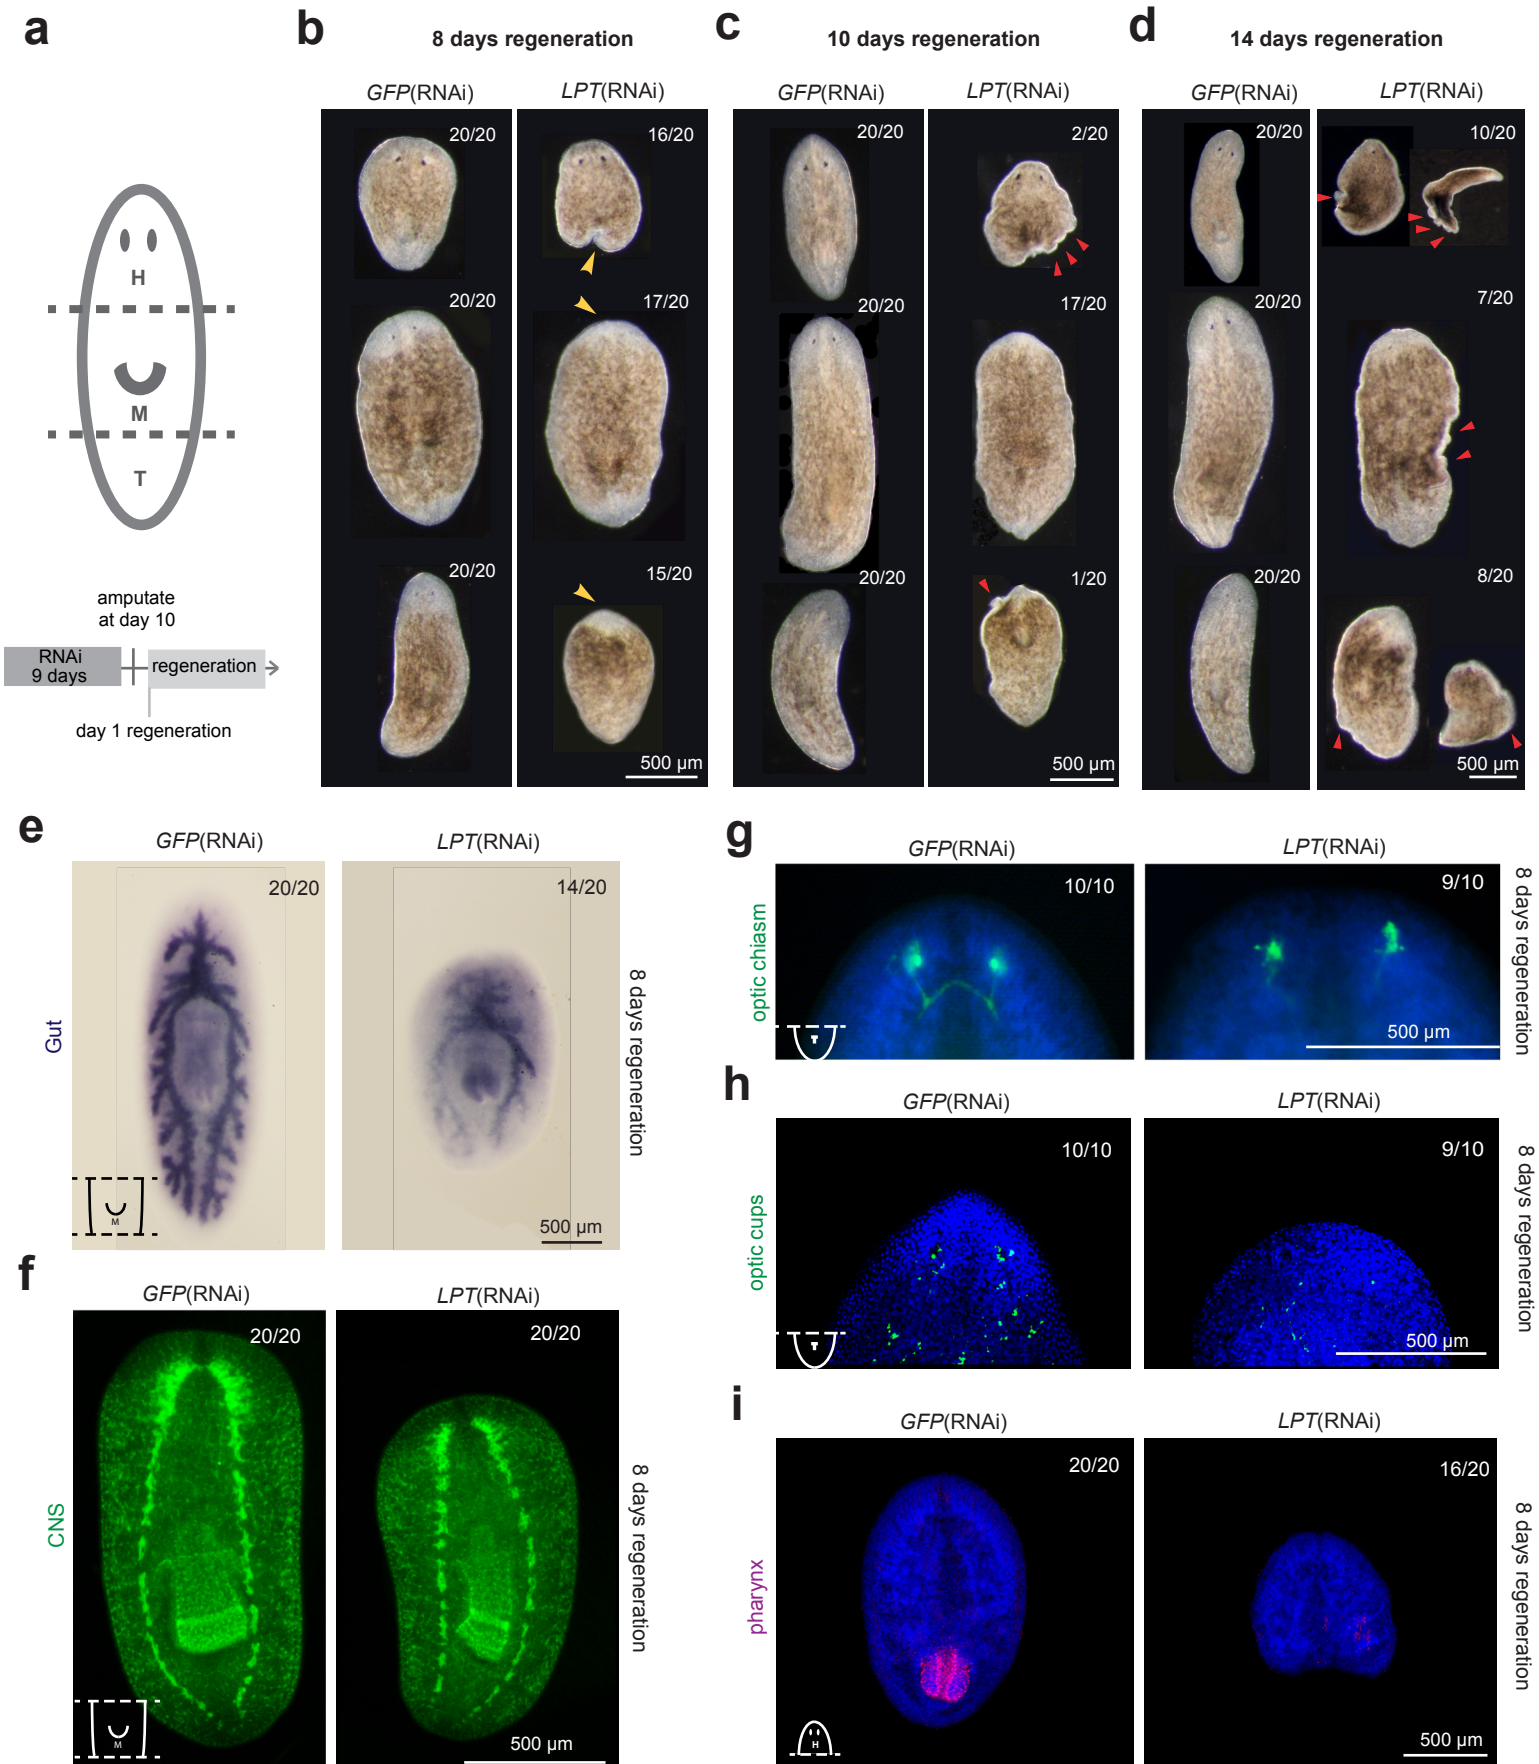 a
H
M
T
amputate
at day 10
RNAi
9 days
regeneration
day 1 regeneration
b
8 days regeneration
GFP(RNAi)
LPT(RNAi)
20/20
16/20
20/20
17/20
20/20
15/20
500 µm
c
10 days regeneration
GFP(RNAi)
LPT(RNAi)
20/20
2/20
20/20
17/20
20/20
1/20
500 µm
d
14 days regeneration
GFP(RNAi)
LPT(RNAi)
20/20
10/20
20/20
7/20
20/20
8/20
500 µm
e
GFP(RNAi)
LPT(RNAi)
Gut
20/20
14/20
M
500 µm
8 days regeneration
f
GFP(RNAi)
LPT(RNAi)
CNS
20/20
20/20
M
500 µm
8 days regeneration
g
GFP(RNAi)
LPT(RNAi)
optic chiasm
10/10
9/10
T
500 µm
8 days regeneration
h
GFP(RNAi)
LPT(RNAi)
optic cups
10/10
9/10
T
500 µm
8 days regeneration
i
GFP(RNAi)
LPT(RNAi)
pharynx
20/20
16/20
H
500 µm
8 days regeneration